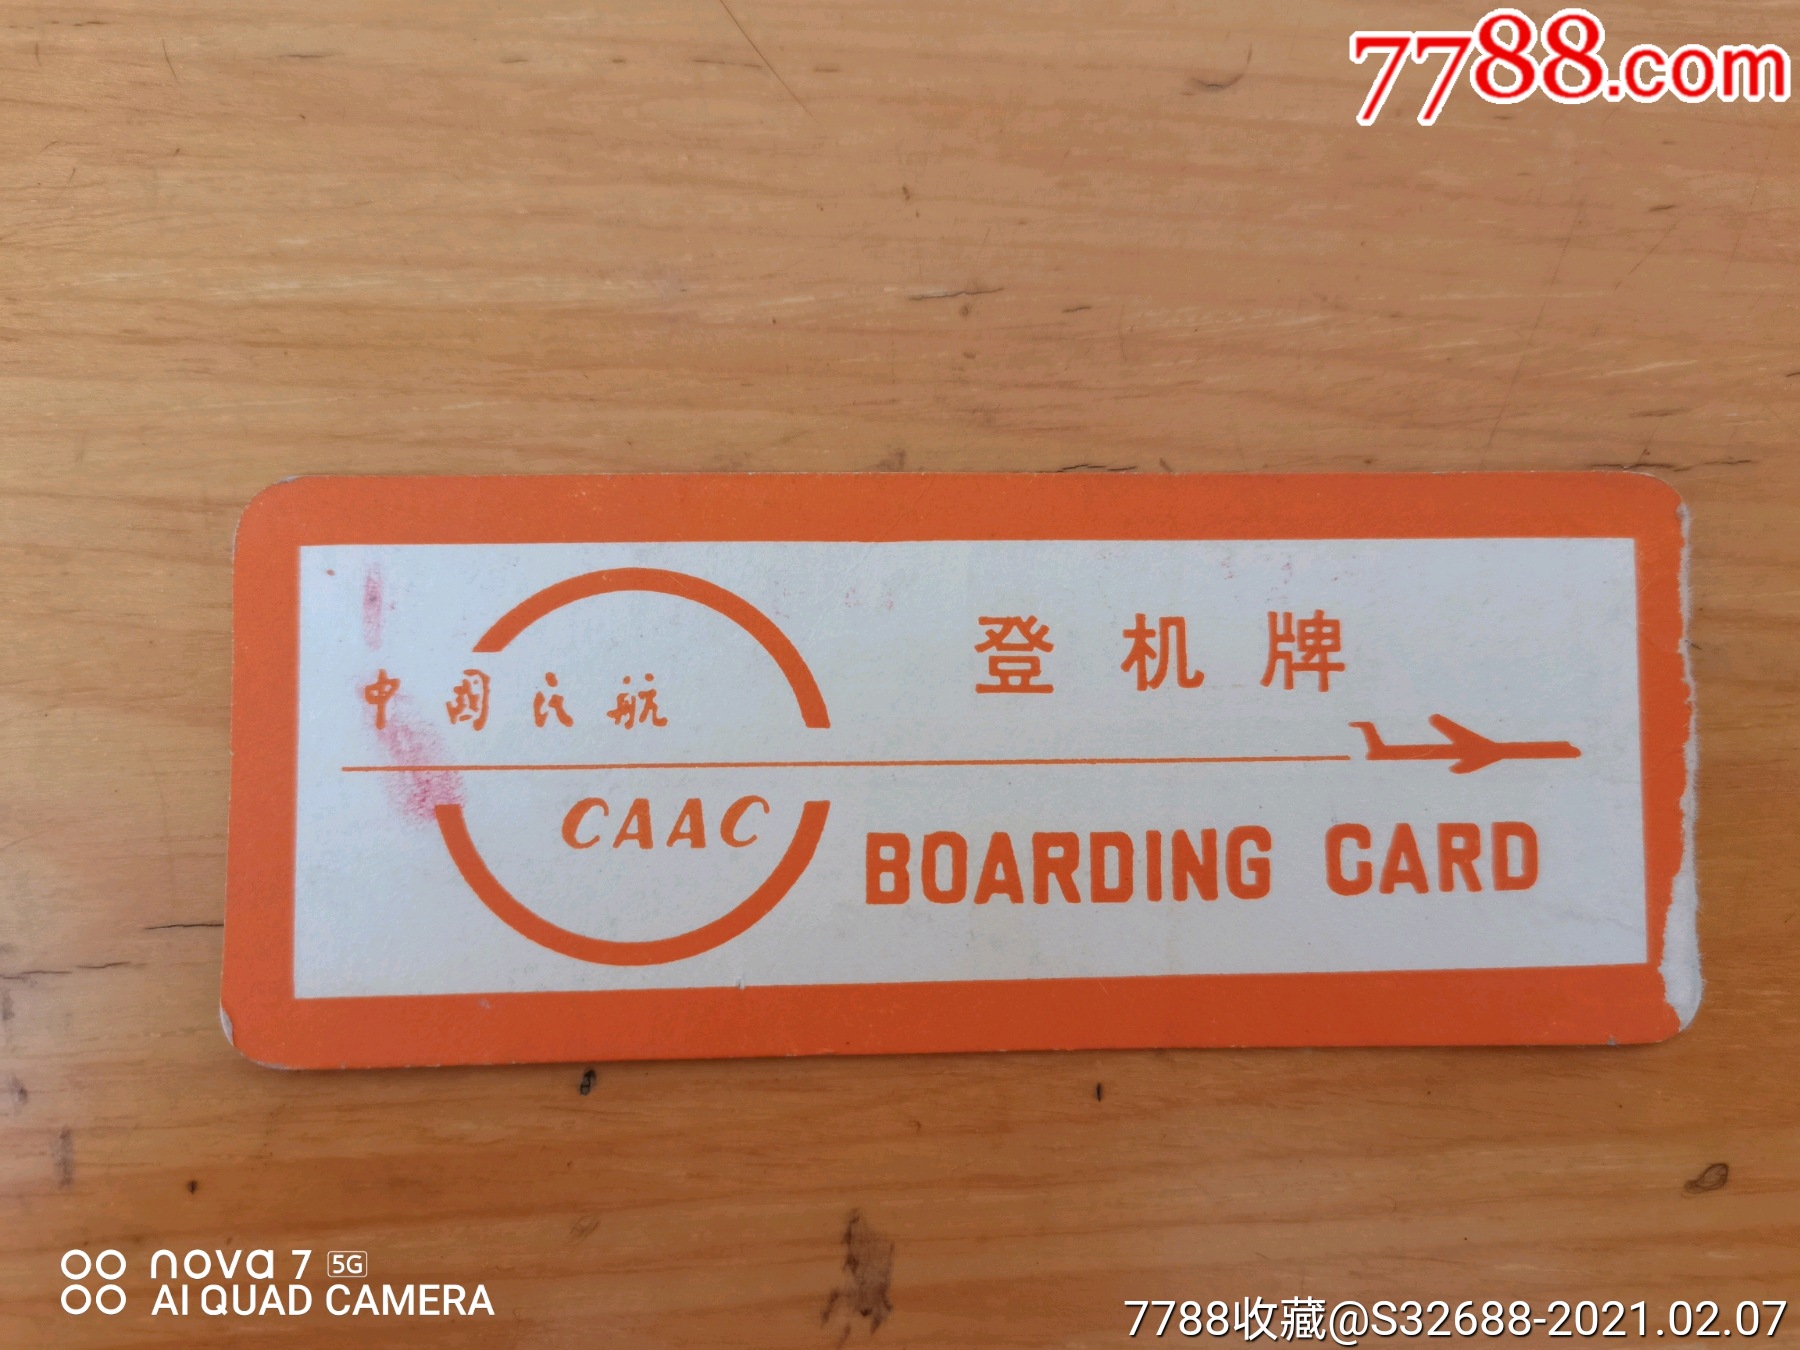 7788.com
登机牌
中国民航
CAAC
BOARDING CARD
nova 7 5G
AI QUAD CAMERA
7788收藏@S32688-2021.02.07